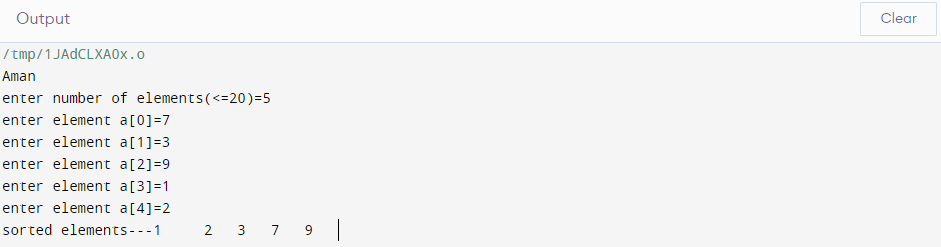 Output
Clear
/tmp/1JAdCLXAOx.o
Aman
enter number of elements(<=20)=5
enter element a[0]=7
enter element a[1]=3
enter element a[2]=9
enter element a[3]=1
enter element a[4]=2
sorted elements---1     2   3   7   9